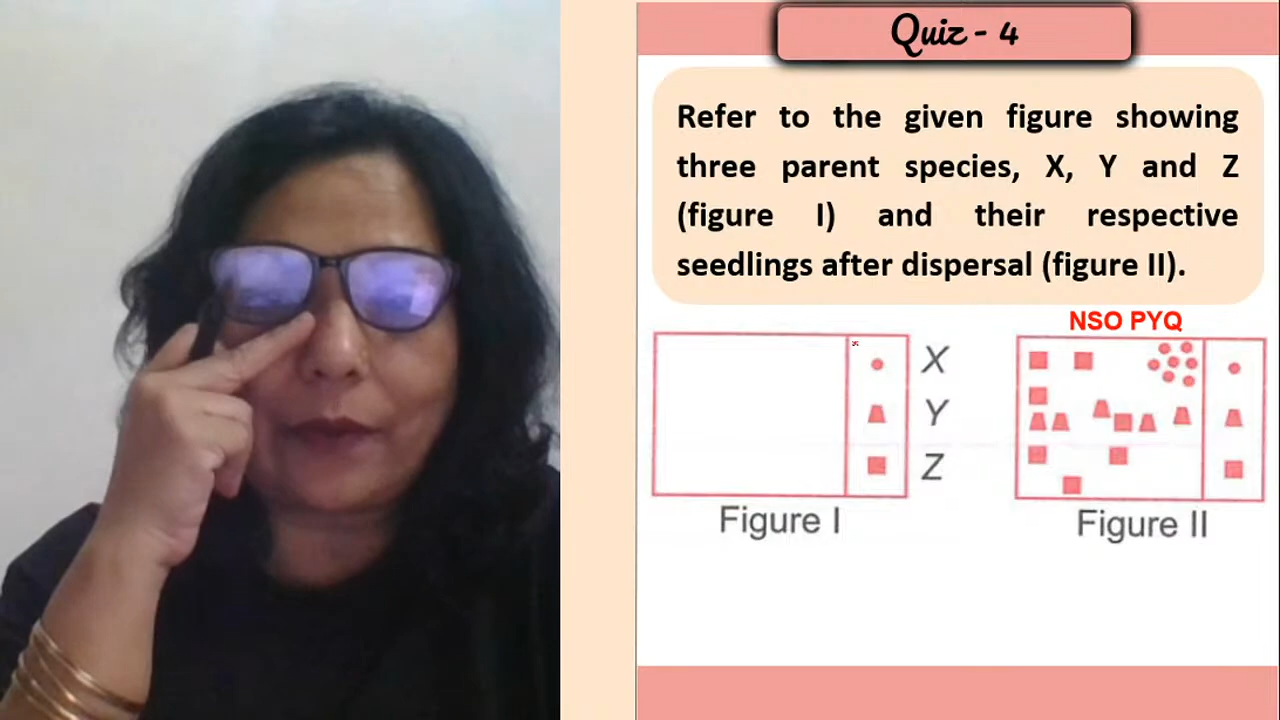 Quiz - 4
Refer to the given figure showing
three parent species, X, Y and Z
(figure I) and their respective
seedlings after dispersal (figure II).
NSO PYQ
X
Y
Z
Figure I
Figure II